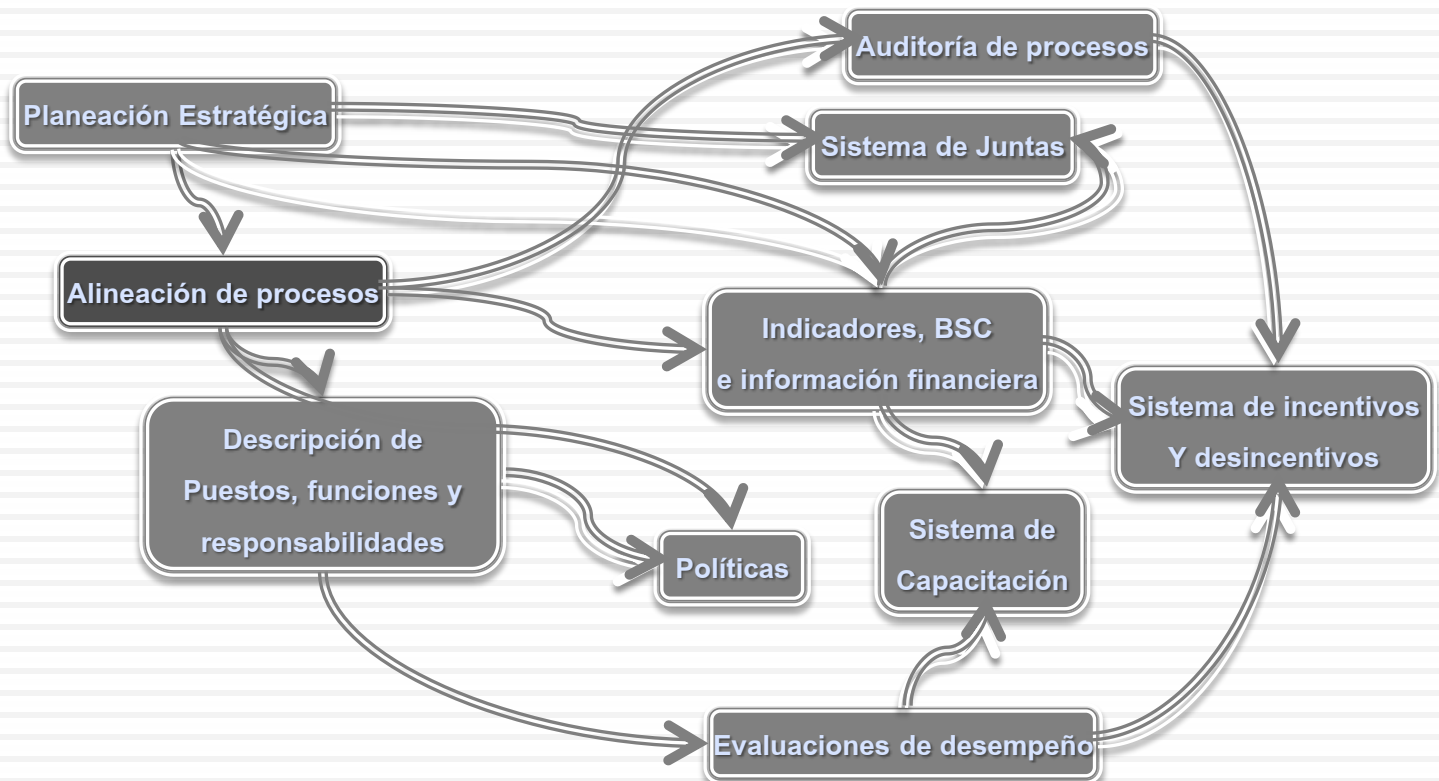 Auditoría de procesos
Planeación Estratégica
Sistema de Juntas
Alineación de procesos
Indicadores, BSC
e información financiera
Sistema de incentivos
Y desincentivos
Descripción de
Puestos, funciones y
responsabilidades
Políticas
Sistema de
Capacitación
Evaluaciones de desempeño